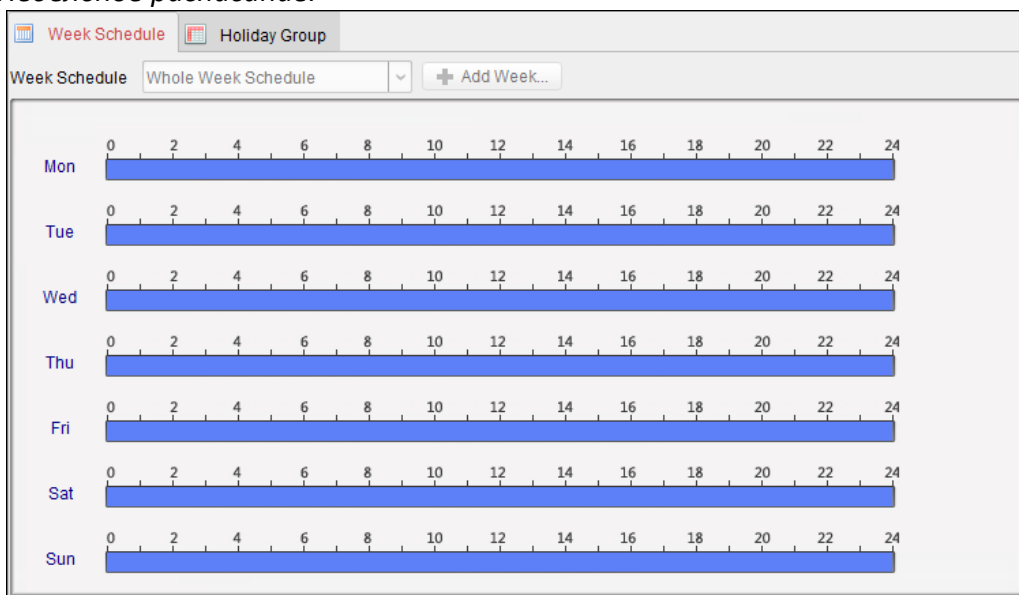 Недельное расписание.
Week Schedule Holiday Group
Week Schedule Whole Week Schedule Add Week...
0 2 4 6 8 10 12 14 16 18 20 22 24
Mon
0 2 4 6 8 10 12 14 16 18 20 22 24
Tue
0 2 4 6 8 10 12 14 16 18 20 22 24
Wed
0 2 4 6 8 10 12 14 16 18 20 22 24
Thu
0 2 4 6 8 10 12 14 16 18 20 22 24
Fri
0 2 4 6 8 10 12 14 16 18 20 22 24
Sat
0 2 4 6 8 10 12 14 16 18 20 22 24
Sun